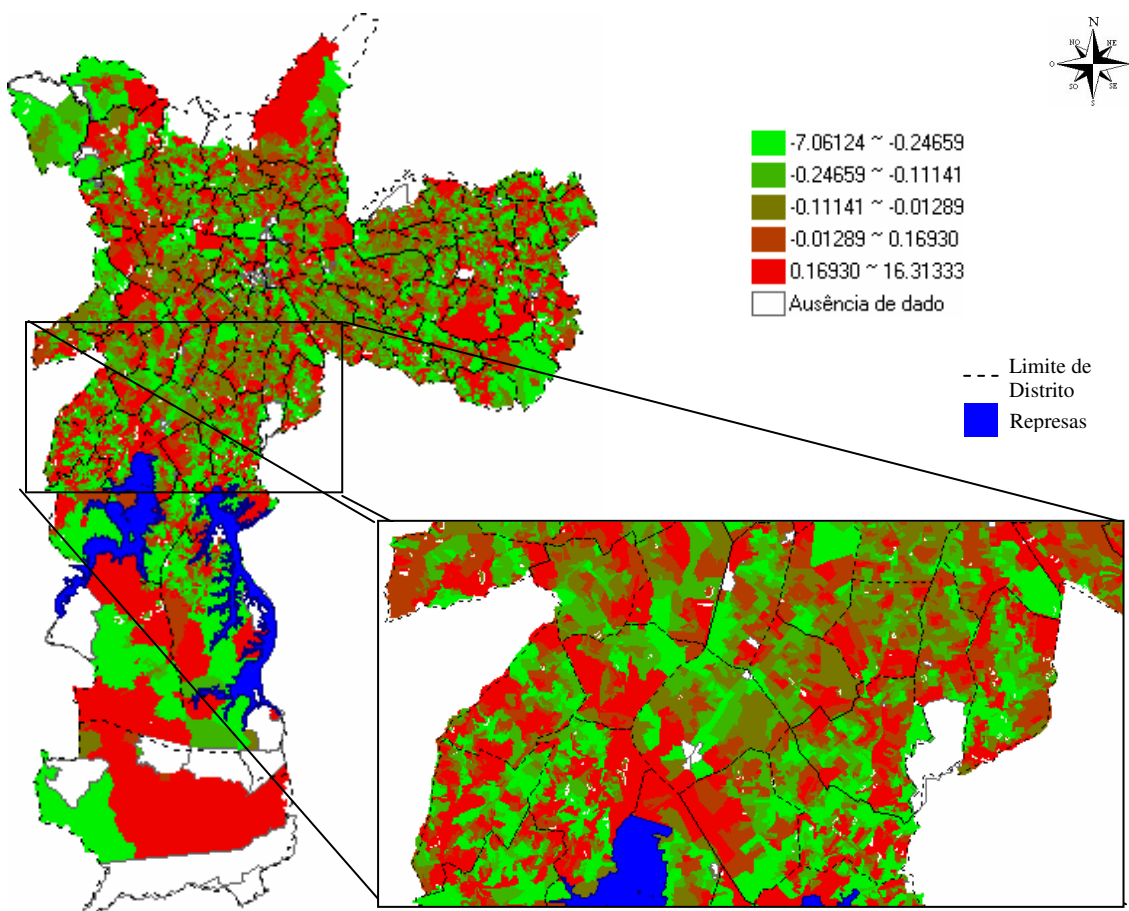 N
NO
NE
O
SO
SE
S
-7.06124 ~ -0.24659
-0.24659 ~ -0.11141
-0.11141 ~ -0.01289
-0.01289 ~ 0.16930
0.16930 ~ 16.31333
Ausência de dado
Limite de
Distrito
Represas